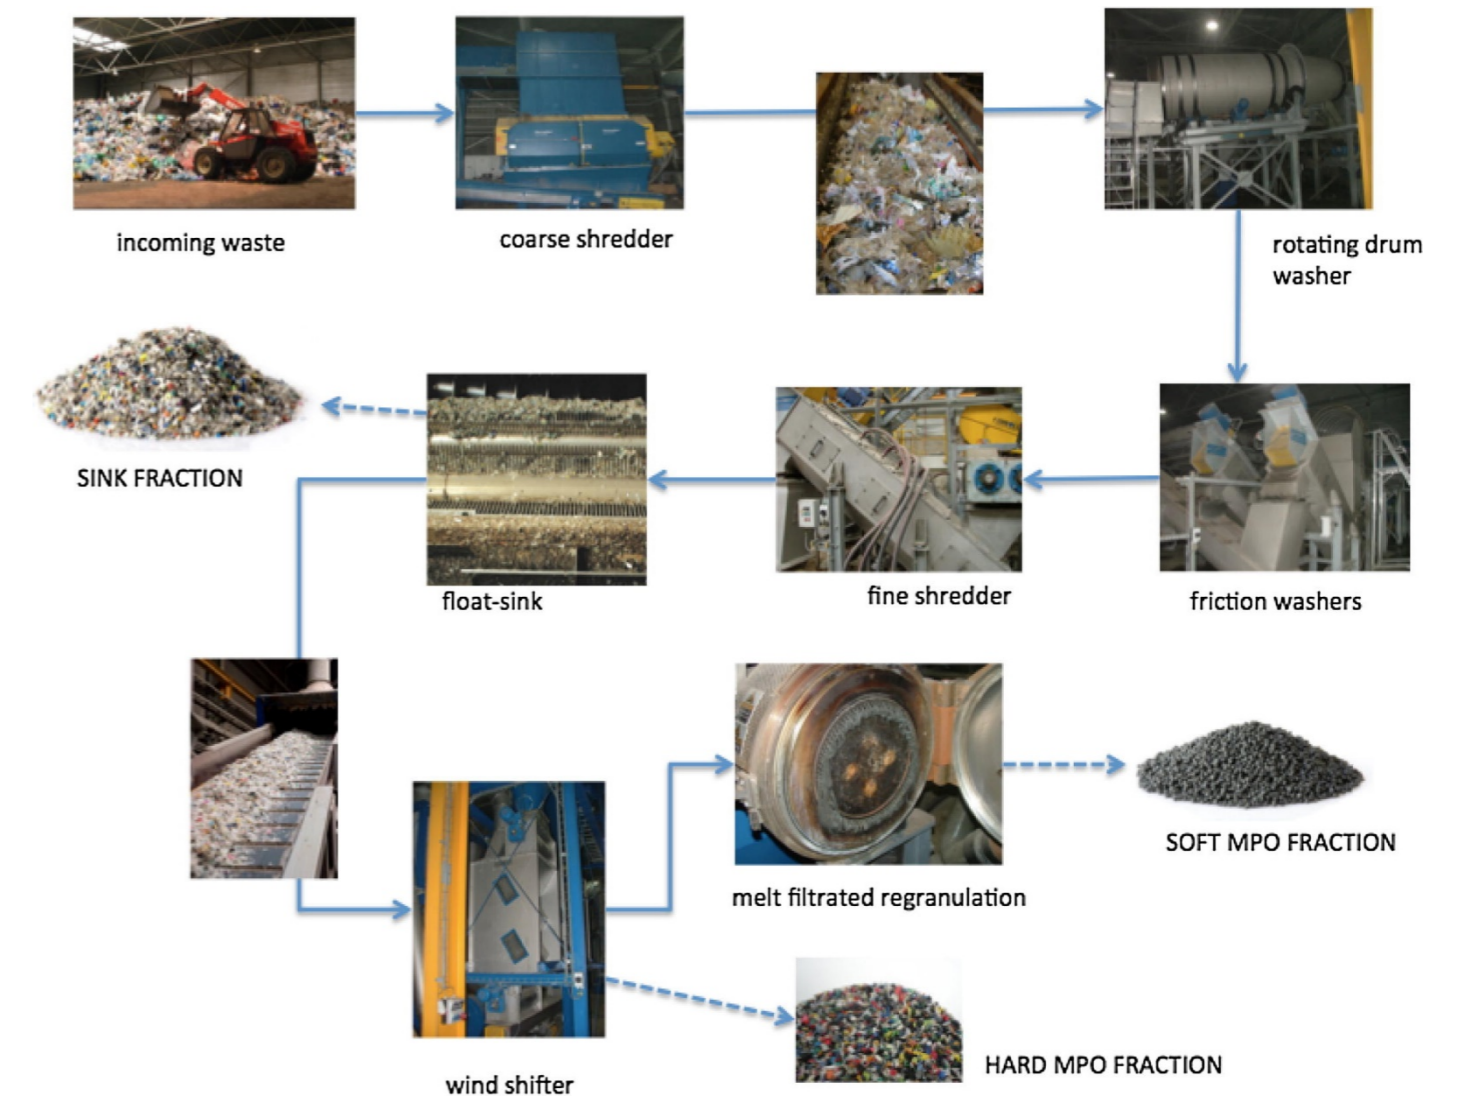 incoming waste
coarse shredder
rotating drum
washer
SINK FRACTION
float-sink
fine shredder
friction washers
melt filtrated regranulation
SOFT MPO FRACTION
wind shifter
HARD MPO FRACTION